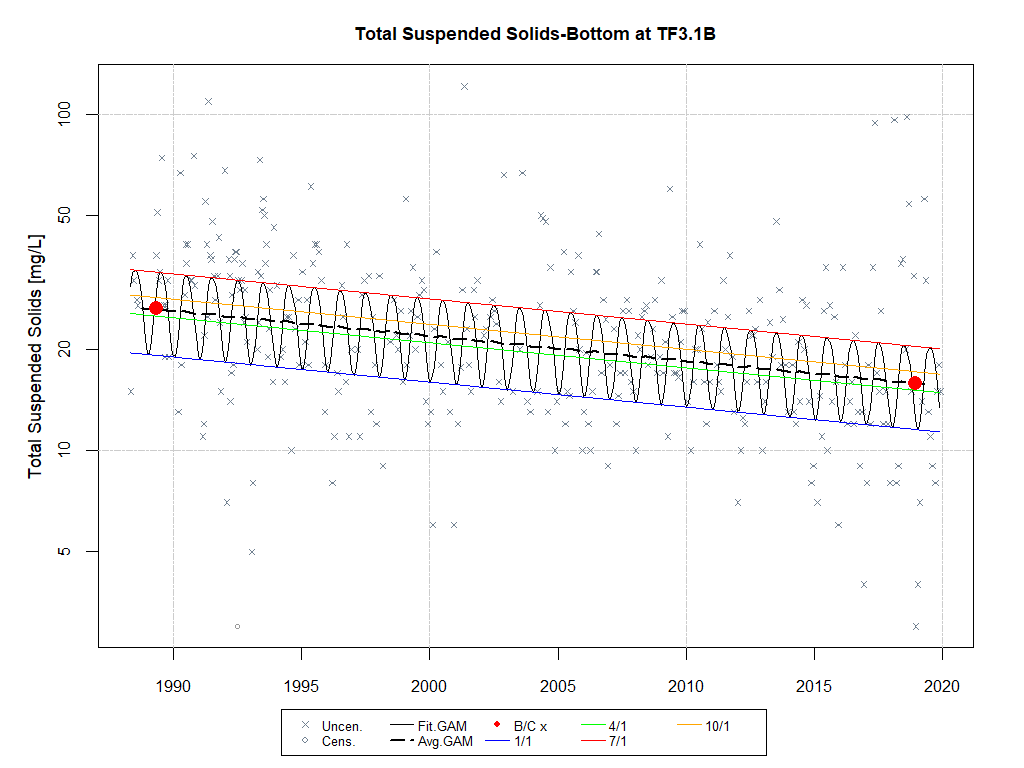 Total Suspended Solids-Bottom at TF3.1B
Total Suspended Solids [mg/L]
100
50
20
10
5
1990 1995 2000 2005 2010 2015 2020
Uncen. Fit.GAM B/C x 4/1 10/1
Cens. Avg.GAM 1/1 7/1